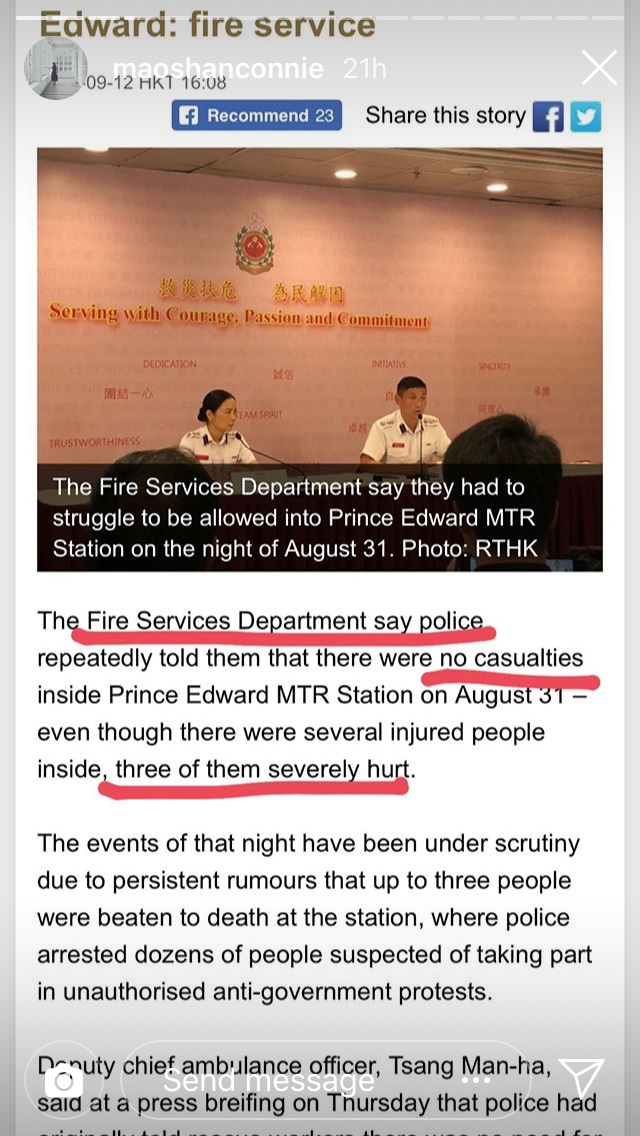 Edward: fire service
maoshanconnie 21h
09-12 HKT 16:08
Recommend 23
Share this story
救災扶危 為民解困
Serving with Courage, Passion and Commitment
DEDICATION
INITIATIVE
SINCERITY
誠信
團結一心
承擔
自
TEAM SPIRIT
卓越
TRUSTWORTHINESS
The Fire Services Department say they had to
struggle to be allowed into Prince Edward MTR
Station on the night of August 31. Photo: RTHK
The Fire Services Department say police
repeatedly told them that there were no casualties
inside Prince Edward MTR Station on August 31 –
even though there were several injured people
inside, three of them severely hurt.
The events of that night have been under scrutiny
due to persistent rumours that up to three people
were beaten to death at the station, where police
arrested dozens of people suspected of taking part
in unauthorised anti-government protests.
Deputy chief ambulance officer, Tsang Man-ha,
Send message
said at a press breifing on Thursday that police had